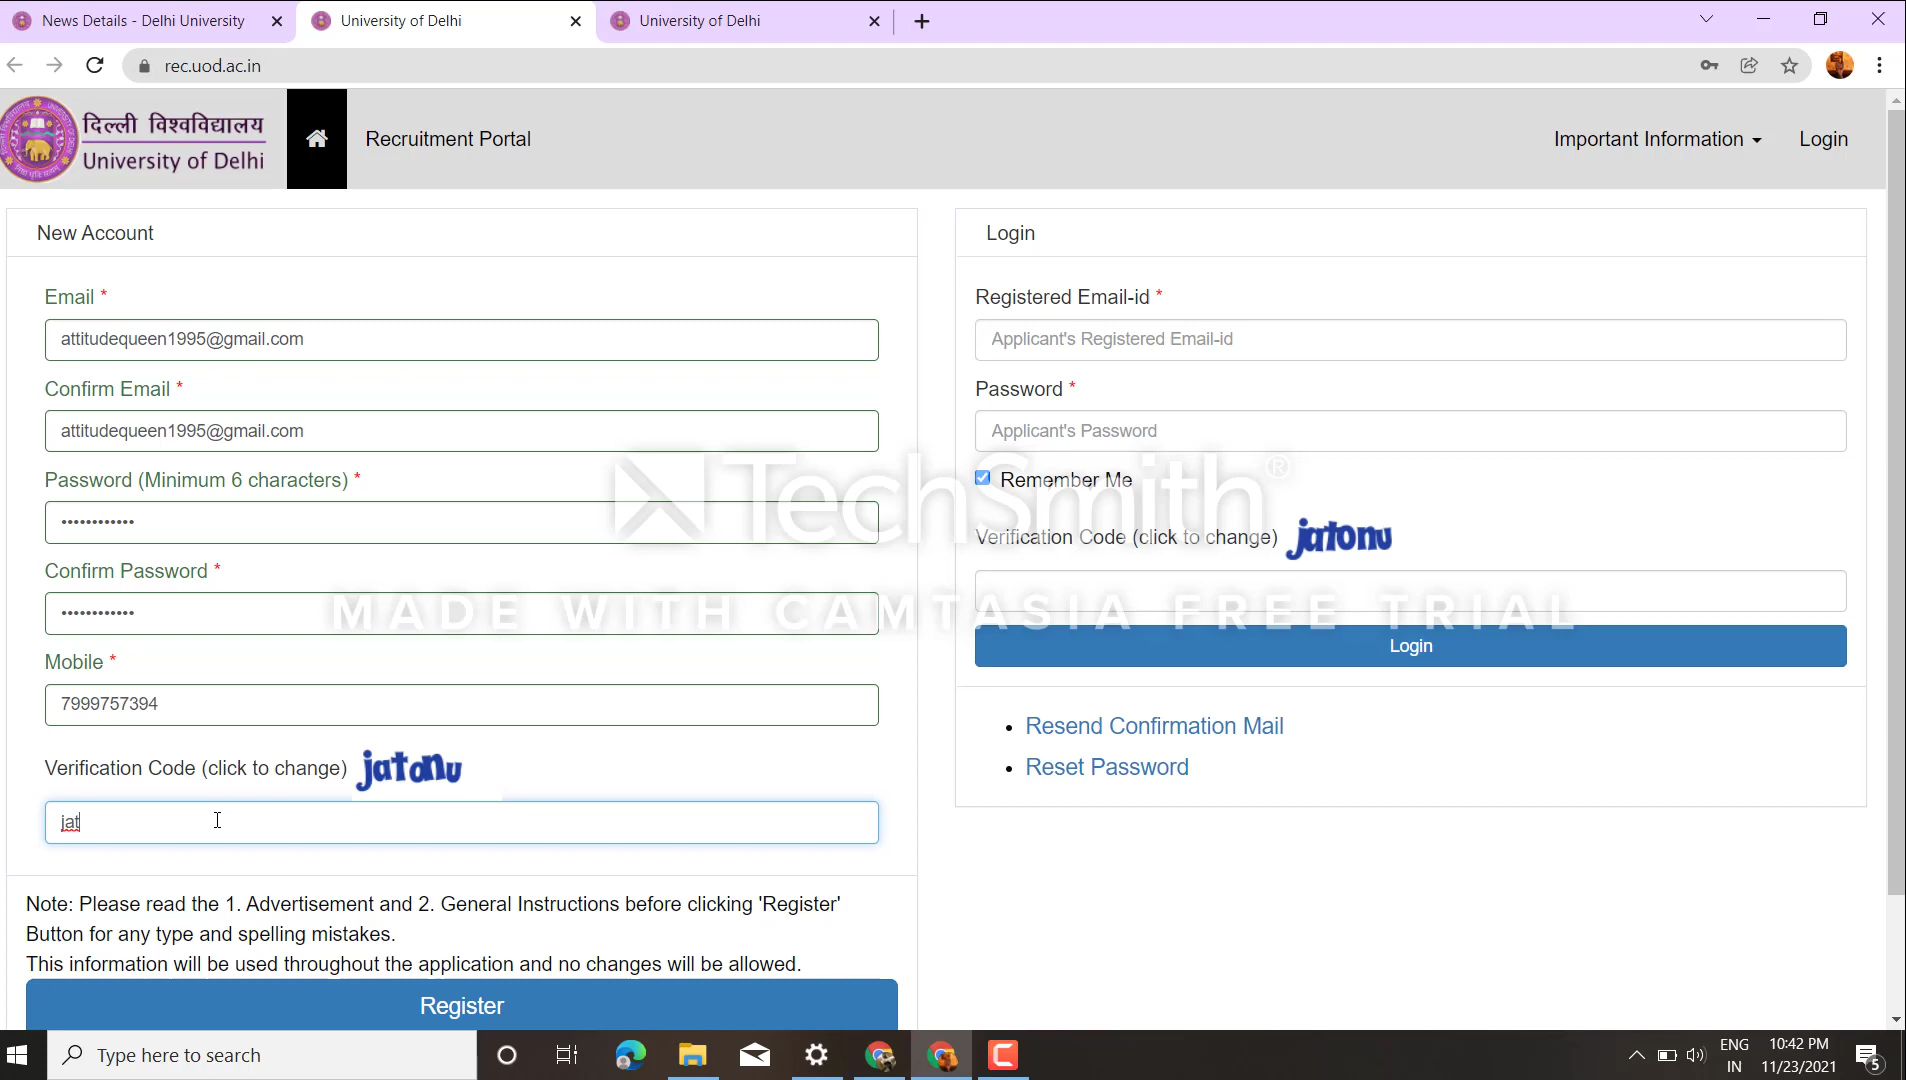 News Details - Delhi University
University of Delhi
University of Delhi
rec.uod.ac.in
दिल्ली विश्वविद्यालय
University of Delhi
Recruitment Portal
Important Information
Login
New Account
Email *
attitudequeen1995@gmail.com
Confirm Email *
attitudequeen1995@gmail.com
Password (Minimum 6 characters) *
••••••••••••
Confirm Password *
••••••••••••
Mobile *
7999757394
Verification Code (click to change) jatonu
jat
Note: Please read the 1. Advertisement and 2. General Instructions before clicking 'Register'
Button for any type and spelling mistakes.
This information will be used throughout the application and no changes will be allowed.
Register
Login
Registered Email-id *
Applicant's Registered Email-id
Password *
Applicant's Password
Remember Me
Verification Code (click to change) jatonu
Login
• Resend Confirmation Mail
• Reset Password
TechSmith®
MADE WITH CAMTASIA FREE TRIAL
Type here to search
ENG
IN
10:42 PM
11/23/2021
5